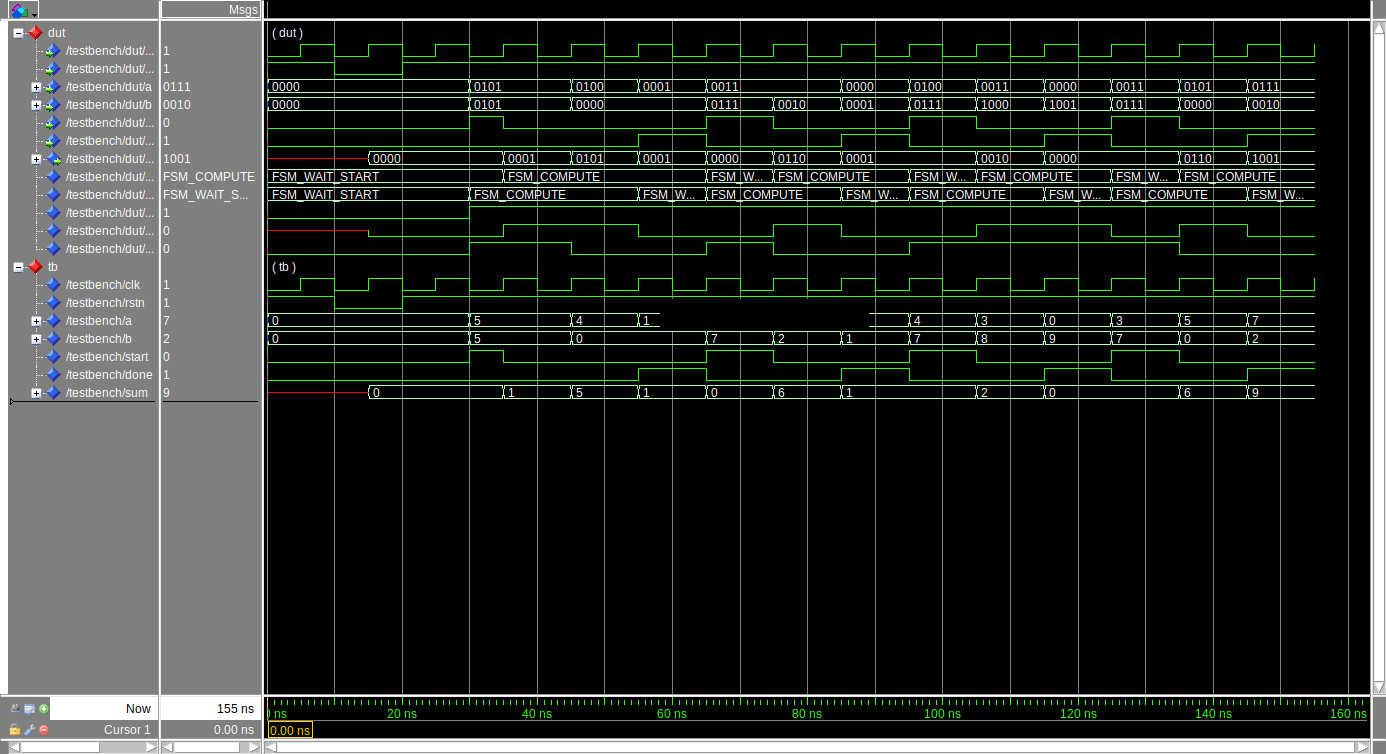 Msgs
dut ( dut )
/testbench/dut/... 1
/testbench/dut/... 1
/testbench/dut/a 0111 0000 0101 0100 0001 0011 0000 0100 0011 0000 0011 0101 0111
/testbench/dut/b 0010 0000 0101 0000 0111 0010 0001 0111 1000 1001 0111 0000 0010
/testbench/dut/... 0
/testbench/dut/... 1
/testbench/dut/... 1001 0000 0001 0101 0001 0000 0110 0001 0010 0000 0110 1001
/testbench/dut/... FSM_COMPUTE FSM_WAIT_START FSM_COMPUTE FSM_W... FSM_COMPUTE FSM_W... FSM_COMPUTE FSM_W... FSM_COMPUTE
/testbench/dut/... FSM_WAIT_S... FSM_WAIT_START FSM_COMPUTE FSM_W... FSM_COMPUTE FSM_W... FSM_COMPUTE FSM_W... FSM_COMPUTE FSM_W...
/testbench/dut/... 1
/testbench/dut/... 0
/testbench/dut/... 0
tb ( tb )
/testbench/clk 1
/testbench/rstn 1
/testbench/a 7 0 5 4 1 4 3 0 3 5 7
/testbench/b 2 0 5 0 7 2 1 7 8 9 7 0 2
/testbench/start 0
/testbench/done 1
/testbench/sum 9 0 1 5 1 0 6 1 2 0 6 9
Now 155 ns ns 20 ns 40 ns 60 ns 80 ns 100 ns 120 ns 140 ns 160 ns
Cursor 1 0.00 ns 0.00 ns